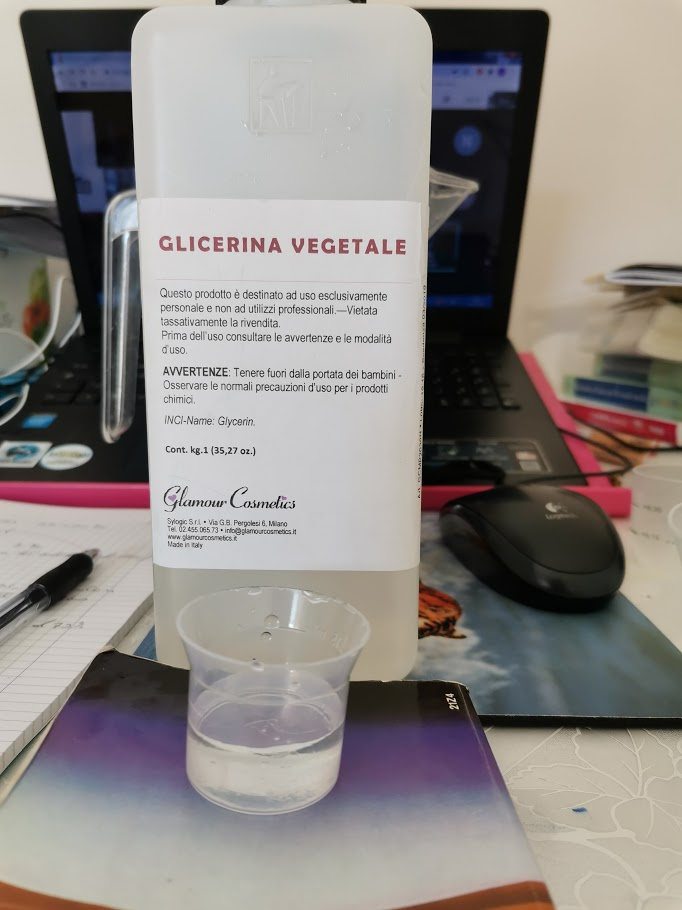 GLICERINA VEGETALE
Questo prodotto è destinato ad uso esclusivamente
personale e non ad utilizzi professionali.—Vietata
tassativamente la rivendita.
Prima dell'uso consultare le avvertenze e le modalità
d'uso.
AVVERTENZE: Tenere fuori dalla portata dei bambini -
Osservare le normali precauzioni d'uso per i prodotti
chimici.
INCI-Name: Glycerin.
Cont. kg.1 (35,27 oz.)
Glamour Cosmetics
Sylogic S.r.l. • Via G.B. Pergolesi 6, Milano
Tel. 02.455.065.73 • info@glamourcosmetics.it
www.glamourcosmetics.it
Made in Italy
Logitech
2124